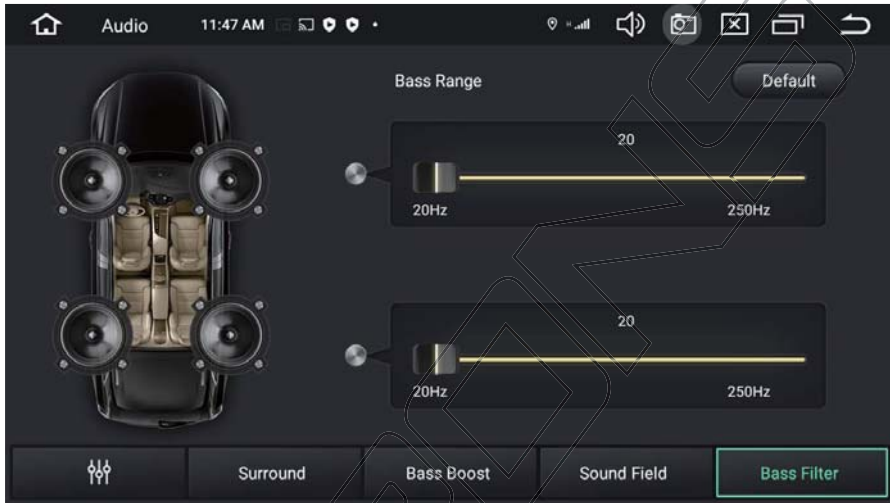 Audio 11:47 AM
Bass Range
Default
20
20Hz 250Hz
20
20Hz 250Hz
Surround Bass Boost Sound Field Bass Filter